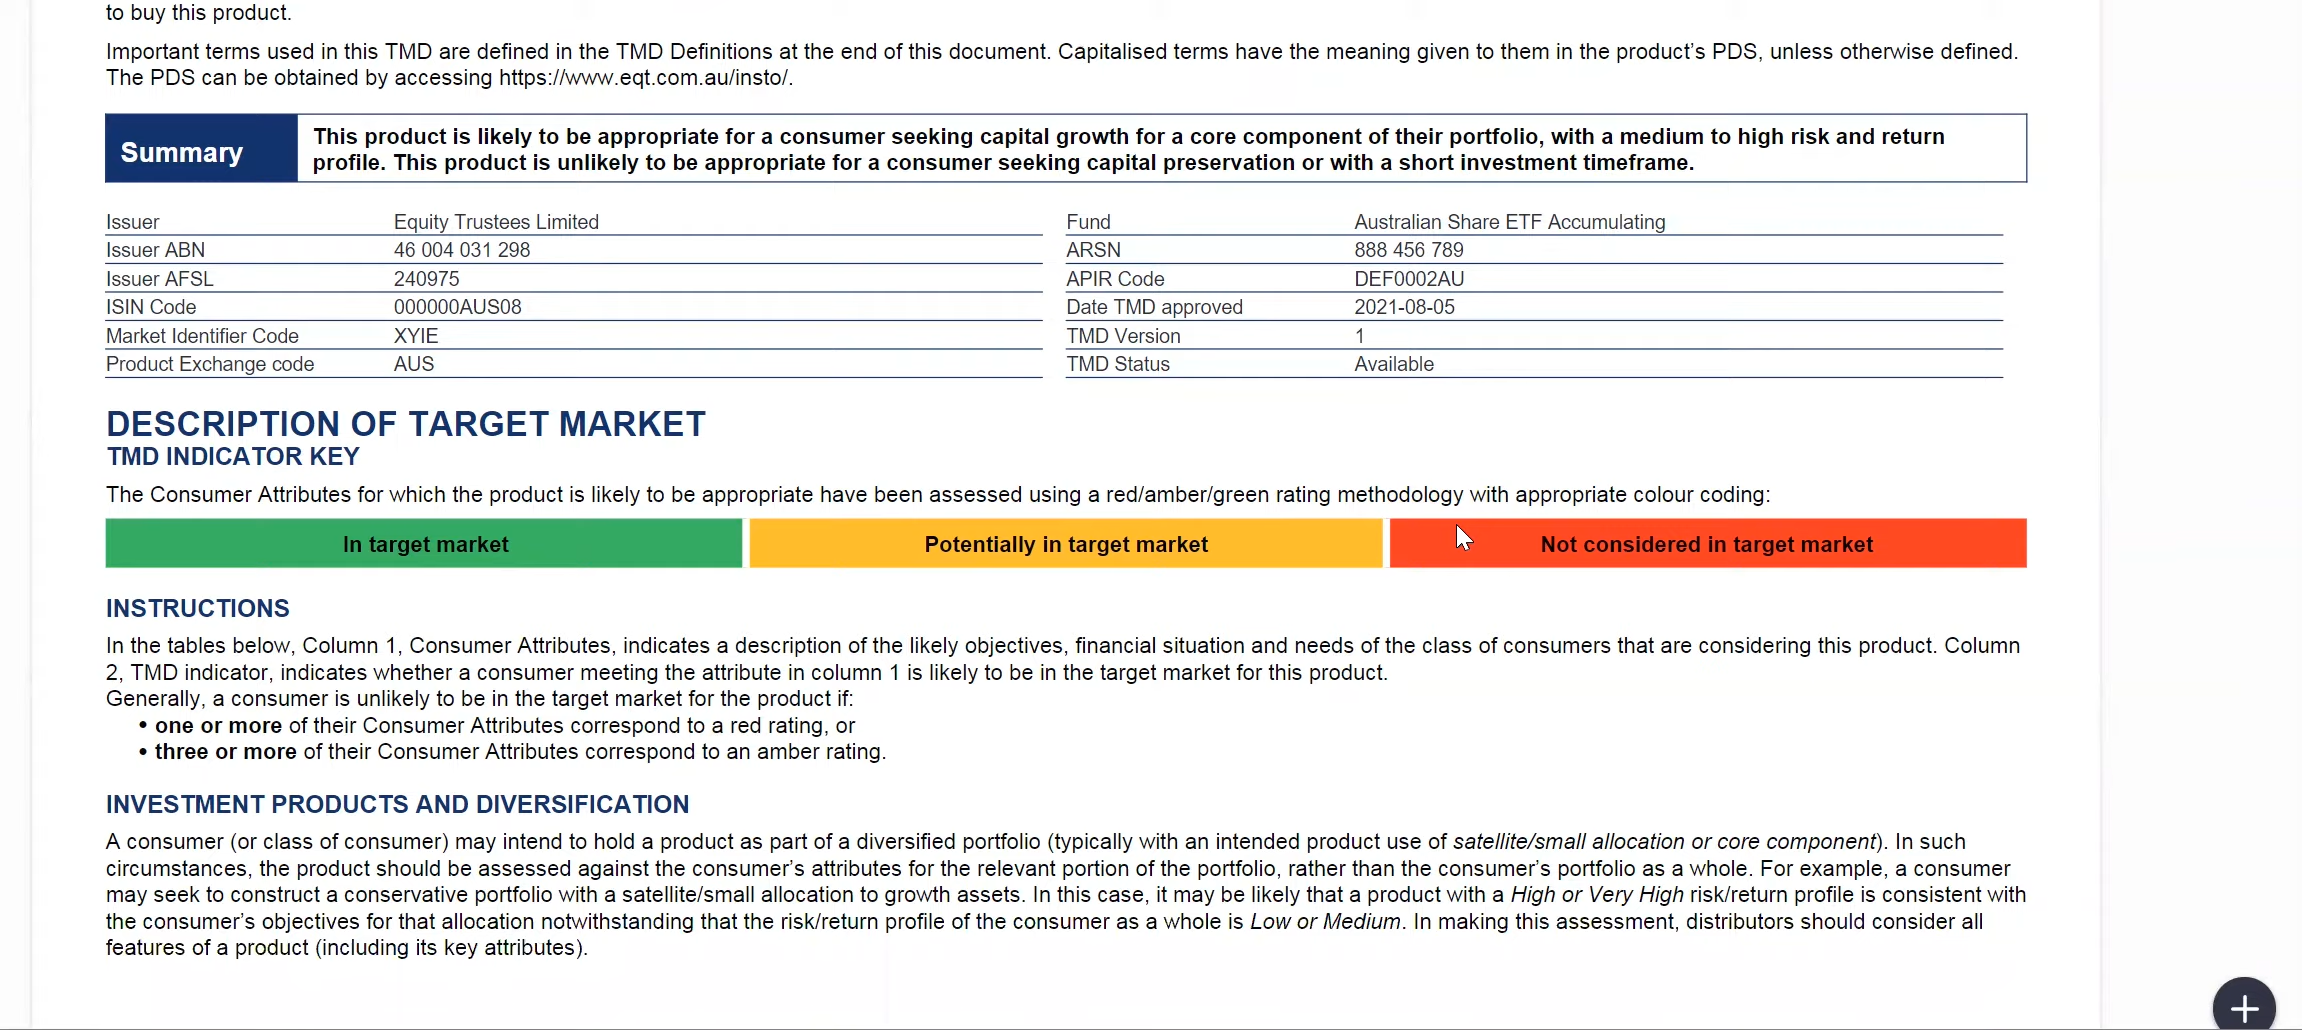 to buy this product.
Important terms used in this TMD are defined in the TMD Definitions at the end of this document. Capitalised terms have the meaning given to them in the product's PDS, unless otherwise defined.
The PDS can be obtained by accessing https://www.eqt.com.au/insto/.
Summary
This product is likely to be appropriate for a consumer seeking capital growth for a core component of their portfolio, with a medium to high risk and return
profile. This product is unlikely to be appropriate for a consumer seeking capital preservation or with a short investment timeframe.
Issuer Equity Trustees Limited
Issuer ABN 46 004 031 298
Issuer AFSL 240975
ISIN Code 000000AUS08
Market Identifier Code XYIE
Product Exchange code AUS
Fund Australian Share ETF Accumulating
ARSN 888 456 789
APIR Code DEF0002AU
Date TMD approved 2021-08-05
TMD Version 1
TMD Status Available
DESCRIPTION OF TARGET MARKET
TMD INDICATOR KEY
The Consumer Attributes for which the product is likely to be appropriate have been assessed using a red/amber/green rating methodology with appropriate colour coding:
In target market
Potentially in target market
Not considered in target market
INSTRUCTIONS
In the tables below, Column 1, Consumer Attributes, indicates a description of the likely objectives, financial situation and needs of the class of consumers that are considering this product. Column
2, TMD indicator, indicates whether a consumer meeting the attribute in column 1 is likely to be in the target market for this product.
Generally, a consumer is unlikely to be in the target market for the product if:
• one or more of their Consumer Attributes correspond to a red rating, or
• three or more of their Consumer Attributes correspond to an amber rating.
INVESTMENT PRODUCTS AND DIVERSIFICATION
A consumer (or class of consumer) may intend to hold a product as part of a diversified portfolio (typically with an intended product use of satellite/small allocation or core component). In such
circumstances, the product should be assessed against the consumer's attributes for the relevant portion of the portfolio, rather than the consumer's portfolio as a whole. For example, a consumer
may seek to construct a conservative portfolio with a satellite/small allocation to growth assets. In this case, it may be likely that a product with a High or Very High risk/return profile is consistent with
the consumer's objectives for that allocation notwithstanding that the risk/return profile of the consumer as a whole is Low or Medium. In making this assessment, distributors should consider all
features of a product (including its key attributes).